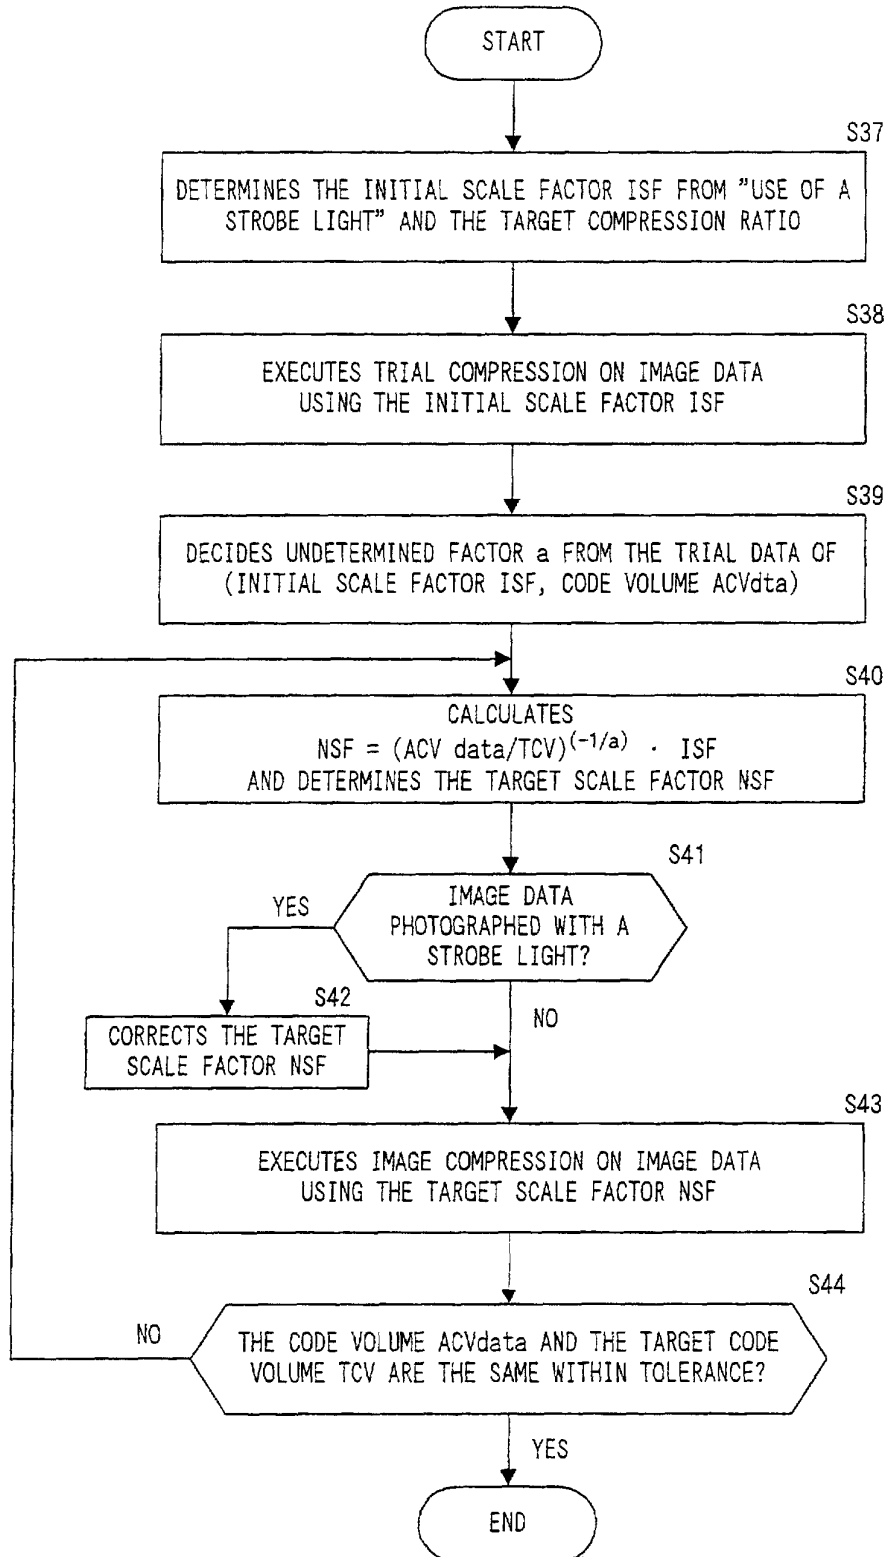 START
S37
DETERMINES THE INITIAL SCALE FACTOR ISF FROM "USE OF A
STROBE LIGHT" AND THE TARGET COMPRESSION RATIO
S38
EXECUTES TRIAL COMPRESSION ON IMAGE DATA
USING THE INITIAL SCALE FACTOR ISF
S39
DECIDES UNDETERMINED FACTOR a FROM THE TRIAL DATA OF
(INITIAL SCALE FACTOR ISF, CODE VOLUME ACVdta)
S40
CALCULATES
NSF = (ACV data/TCV)^(-1/a) · ISF
AND DETERMINES THE TARGET SCALE FACTOR NSF
S41
IMAGE DATA
PHOTOGRAPHED WITH A
STROBE LIGHT?
YES
NO
S42
CORRECTS THE TARGET
SCALE FACTOR NSF
S43
EXECUTES IMAGE COMPRESSION ON IMAGE DATA
USING THE TARGET SCALE FACTOR NSF
S44
THE CODE VOLUME ACVdata AND THE TARGET CODE
VOLUME TCV ARE THE SAME WITHIN TOLERANCE?
NO
YES
END